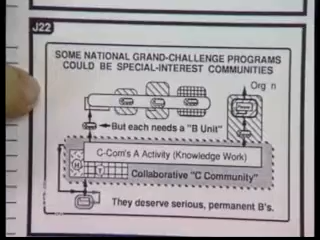 J22
SOME NATIONAL GRAND-CHALLENGE PROGRAMS
COULD BE SPECIAL-INTEREST COMMUNITIES
Org n
But each needs a "B Unit"
C-Com's A Activity (Knowledge Work)
H
T
Collaborative "C Community"
They deserve serious, permanent B's.